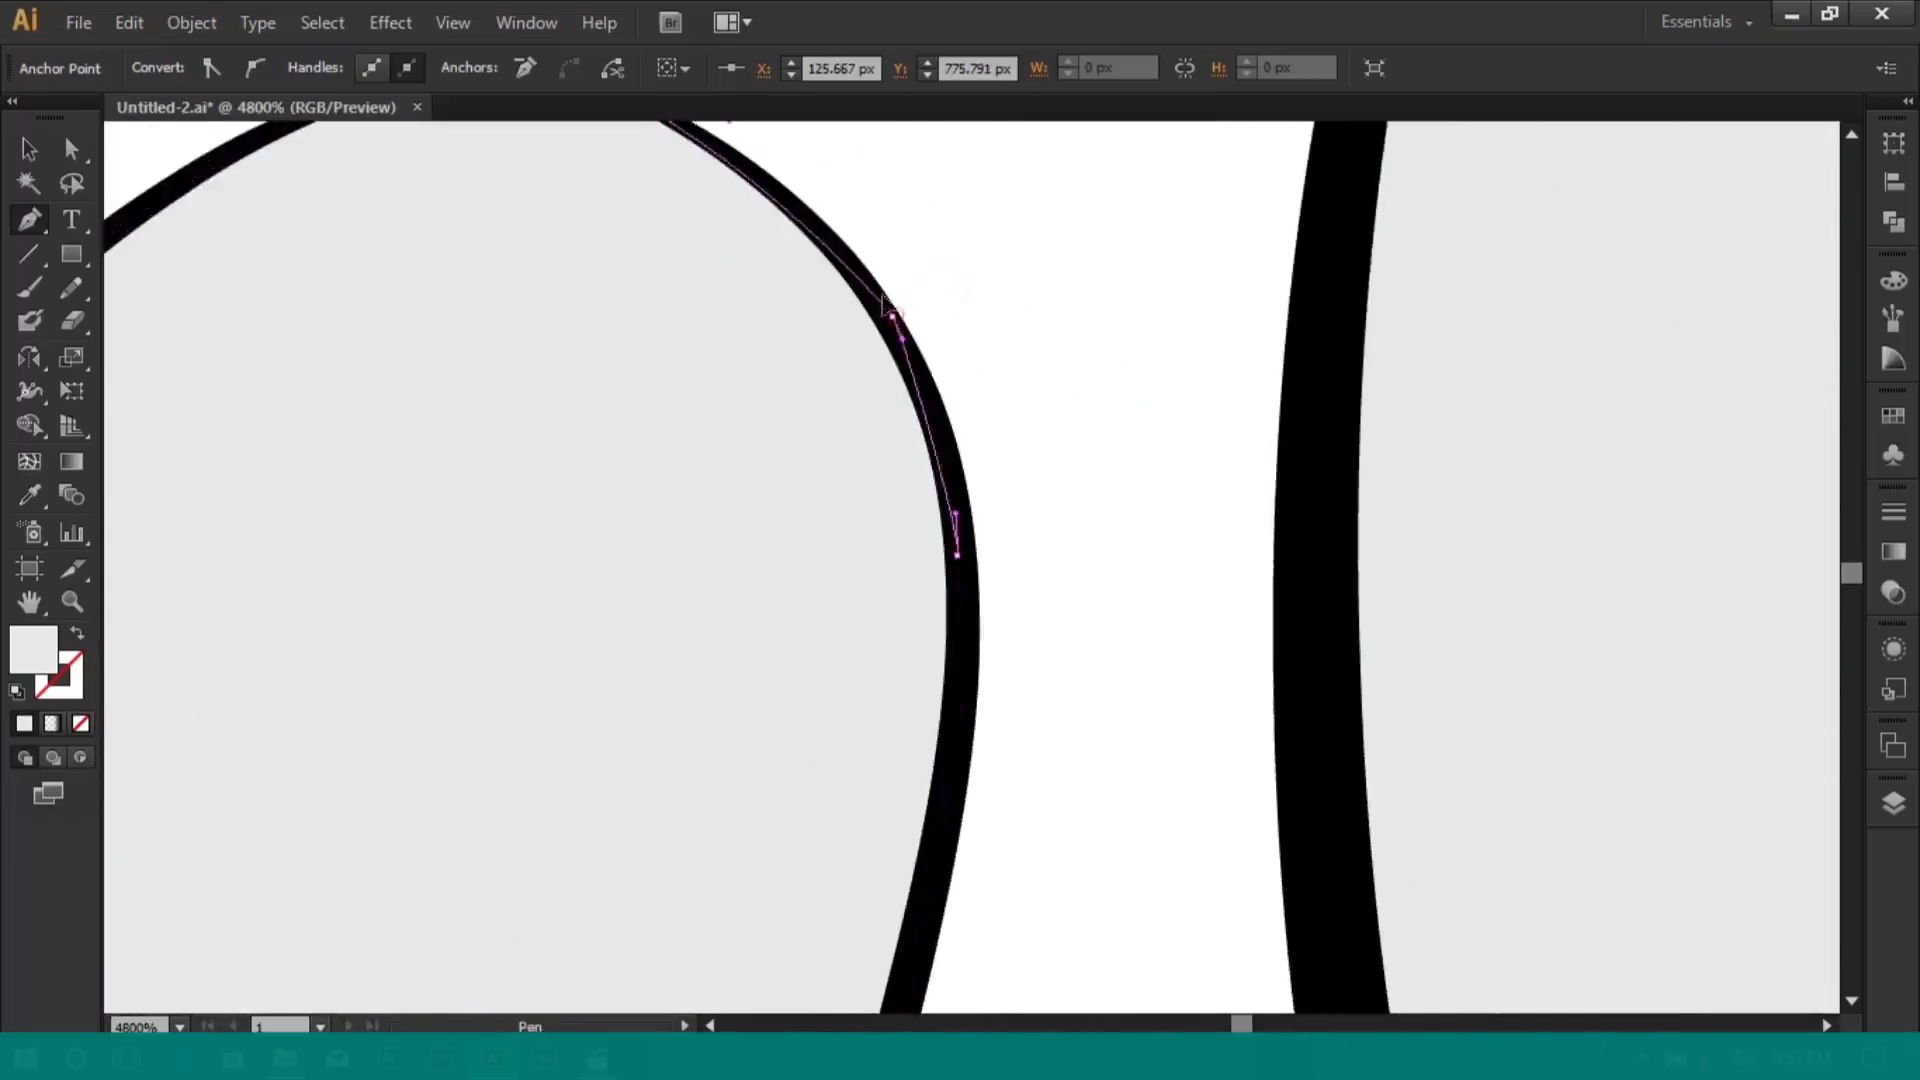 Ai File Edit Object Type Select Effect View Window Help Br Essentials
Anchor Point Convert: Handles: Anchors: X: 125.667 px Y: 775.791 px W: 0 px H: 0 px
Untitled-2.ai* @ 4800% (RGB/Preview) ×
T
4800% 1 Pen